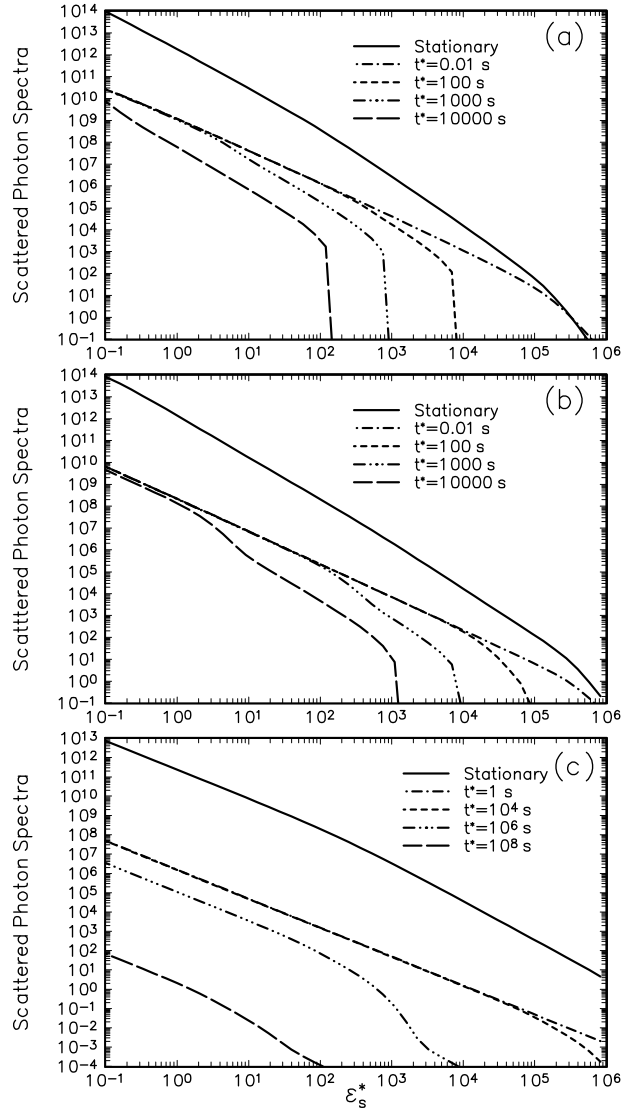 (a)
Stationary
t*=0.01 s
t*=100 s
t*=1000 s
t*=10000 s
Scattered Photon Spectra
10^14
10^13
10^12
10^11
10^10
10^9
10^8
10^7
10^6
10^5
10^4
10^3
10^2
10^1
10^0
10^-1
10^-1 10^0 10^1 10^2 10^3 10^4 10^5 10^6
(b)
Stationary
t*=0.01 s
t*=100 s
t*=1000 s
t*=10000 s
Scatttered Photon Spectra
10^14
10^13
10^12
10^11
10^10
10^9
10^8
10^7
10^6
10^5
10^4
10^3
10^2
10^1
10^0
10^-1
10^-1 10^0 10^1 10^2 10^3 10^4 10^5 10^6
(c)
Stationary
t*=1 s
t*=10^4 s
t*=10^6 s
t*=10^8 s
Scattered Photon Spectra
10^13
10^12
10^11
10^10
10^9
10^8
10^7
10^6
10^5
10^4
10^3
10^2
10^1
10^0
10^-1
10^-2
10^-3
10^-4
10^-1 10^0 10^1 10^2 10^3 10^4 10^5 10^6
ε_s^*